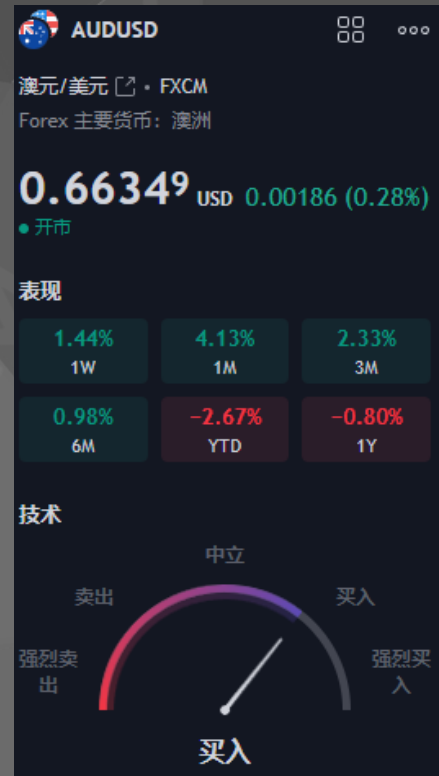 AUDUSD
澳元/美元 • FXCM
Forex 主要货币：澳洲
0.66349 USD 0.00186 (0.28%)
开市
表现
1.44% 4.13% 2.33%
1W 1M 3M
0.98% −2.67% −0.80%
6M YTD 1Y
技术
中立
卖出 买入
强烈卖出 强烈买入
买入